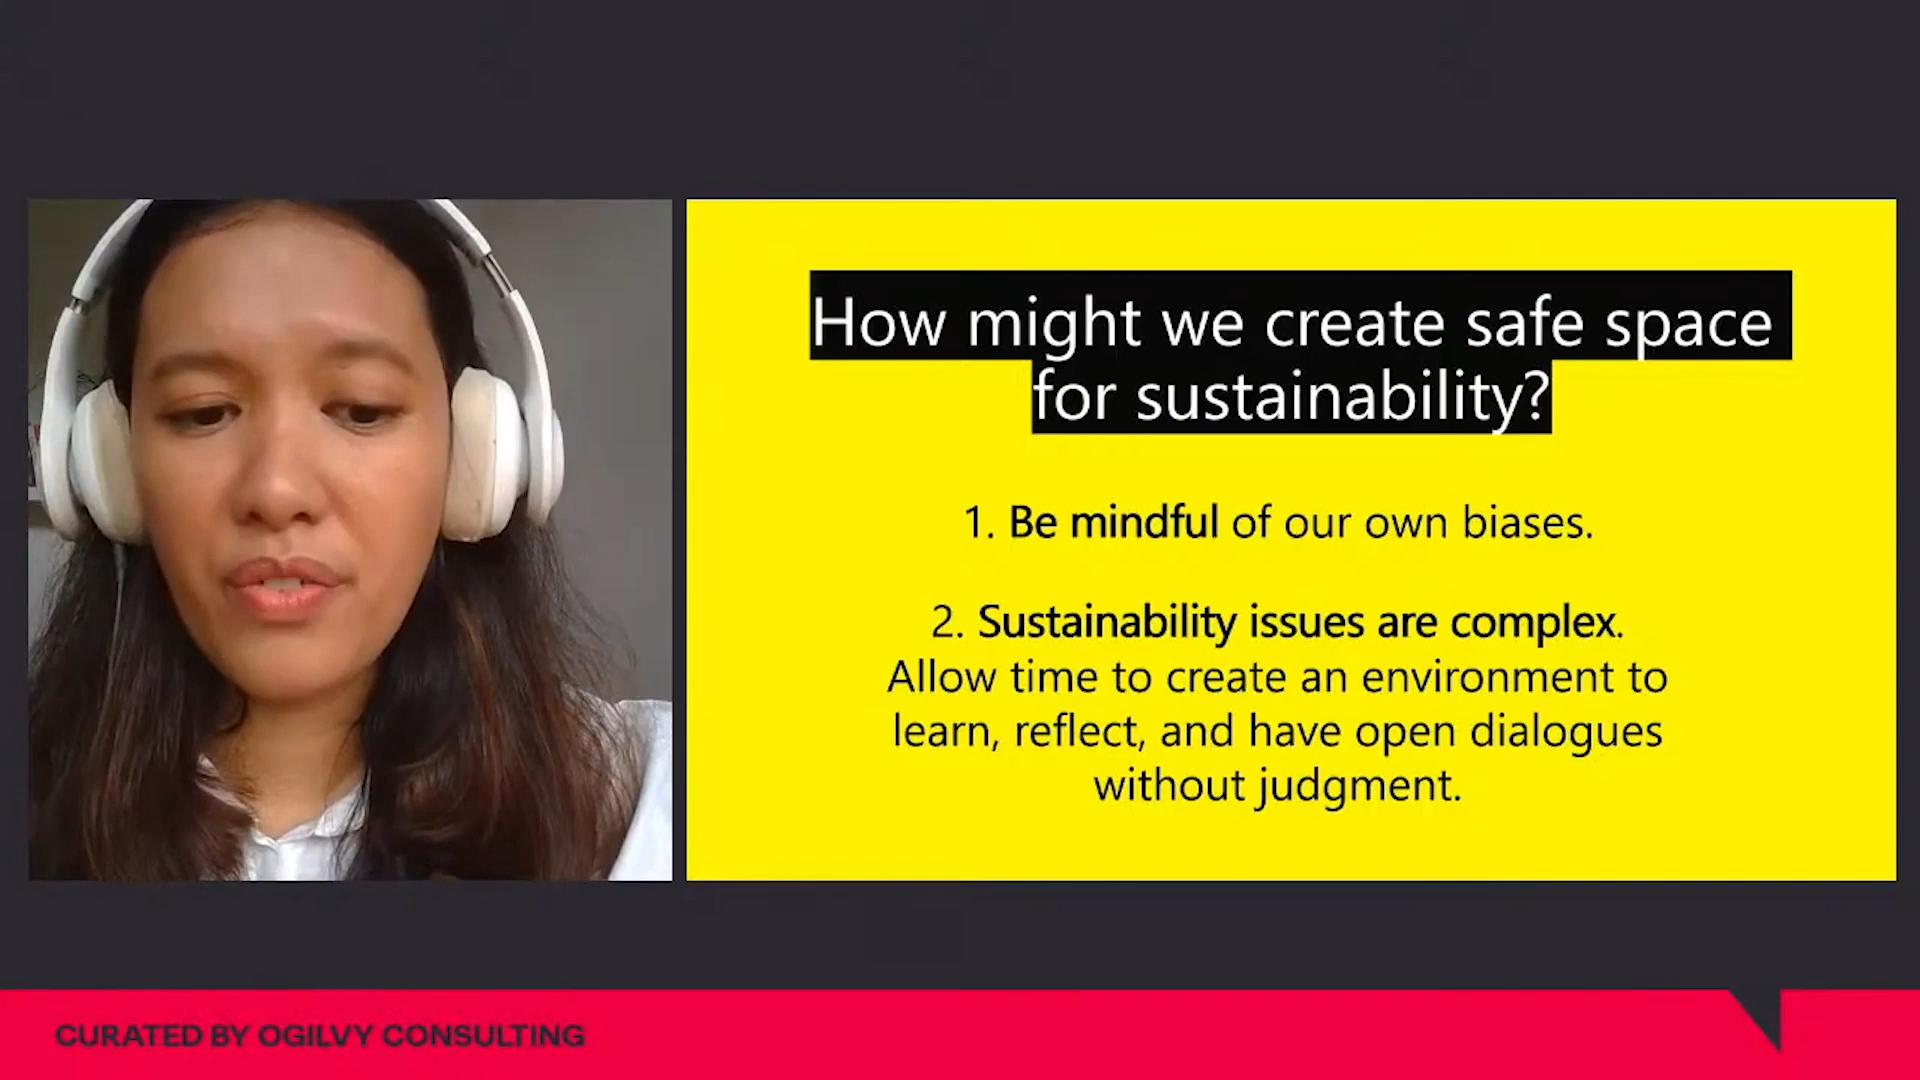 How might we create safe space
for sustainability?
1. Be mindful of our own biases.
2. Sustainability issues are complex.
Allow time to create an environment to
learn, reflect, and have open dialogues
without judgment.
CURATED BY OGILVY CONSULTING